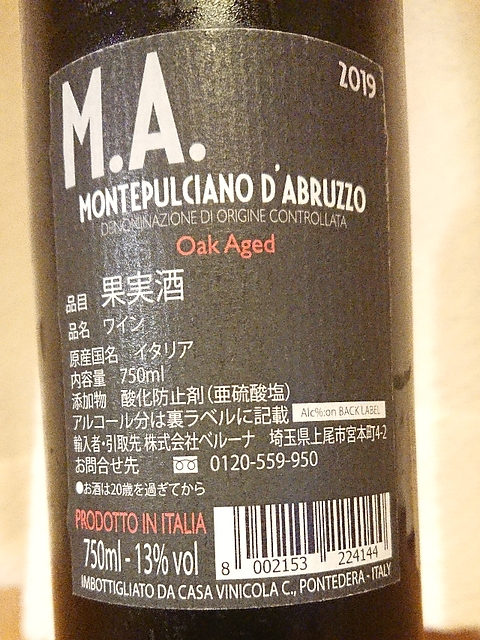 2019
M.A.
MONTEPULCIANO D'ABRUZZO
DENOMINAZIONE DI ORIGINE CONTROLLATA
Oak Aged
品目 果実酒
品名 ワイン
原産国名 イタリア
内容量 750ml
添加物 酸化防止剤(亜硫酸塩)
アルコール分は裏ラベルに記載 Alc%:on BACK LABEL
輸入者・引取先 株式会社ベルーナ 埼玉県上尾市宮本町4-2
お問合せ先 0120-559-950
●お酒は20歳を過ぎてから
PRODOTTO IN ITALIA
750ml - 13% vol
8 002153 224144
IMBOTTIGLIATO DA CASA VINICOLA C., PONTEDERA - ITALY